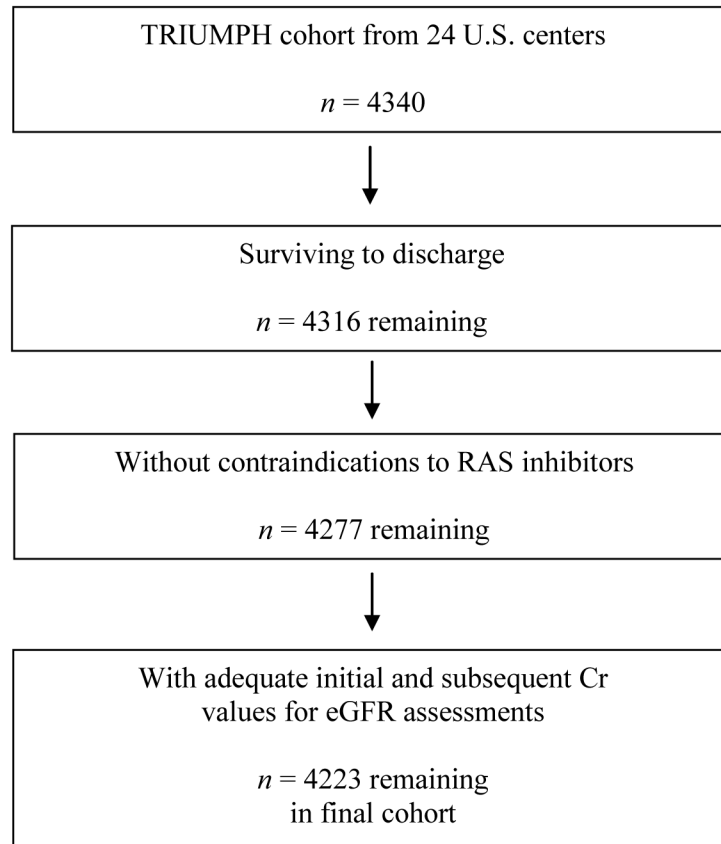 TRIUMPH cohort from 24 U.S. centers
n = 4340
Surviving to discharge
n = 4316 remaining
Without contraindications to RAS inhibitors
n = 4277 remaining
With adequate initial and subsequent Cr
values for eGFR assessments
n = 4223 remaining
in final cohort